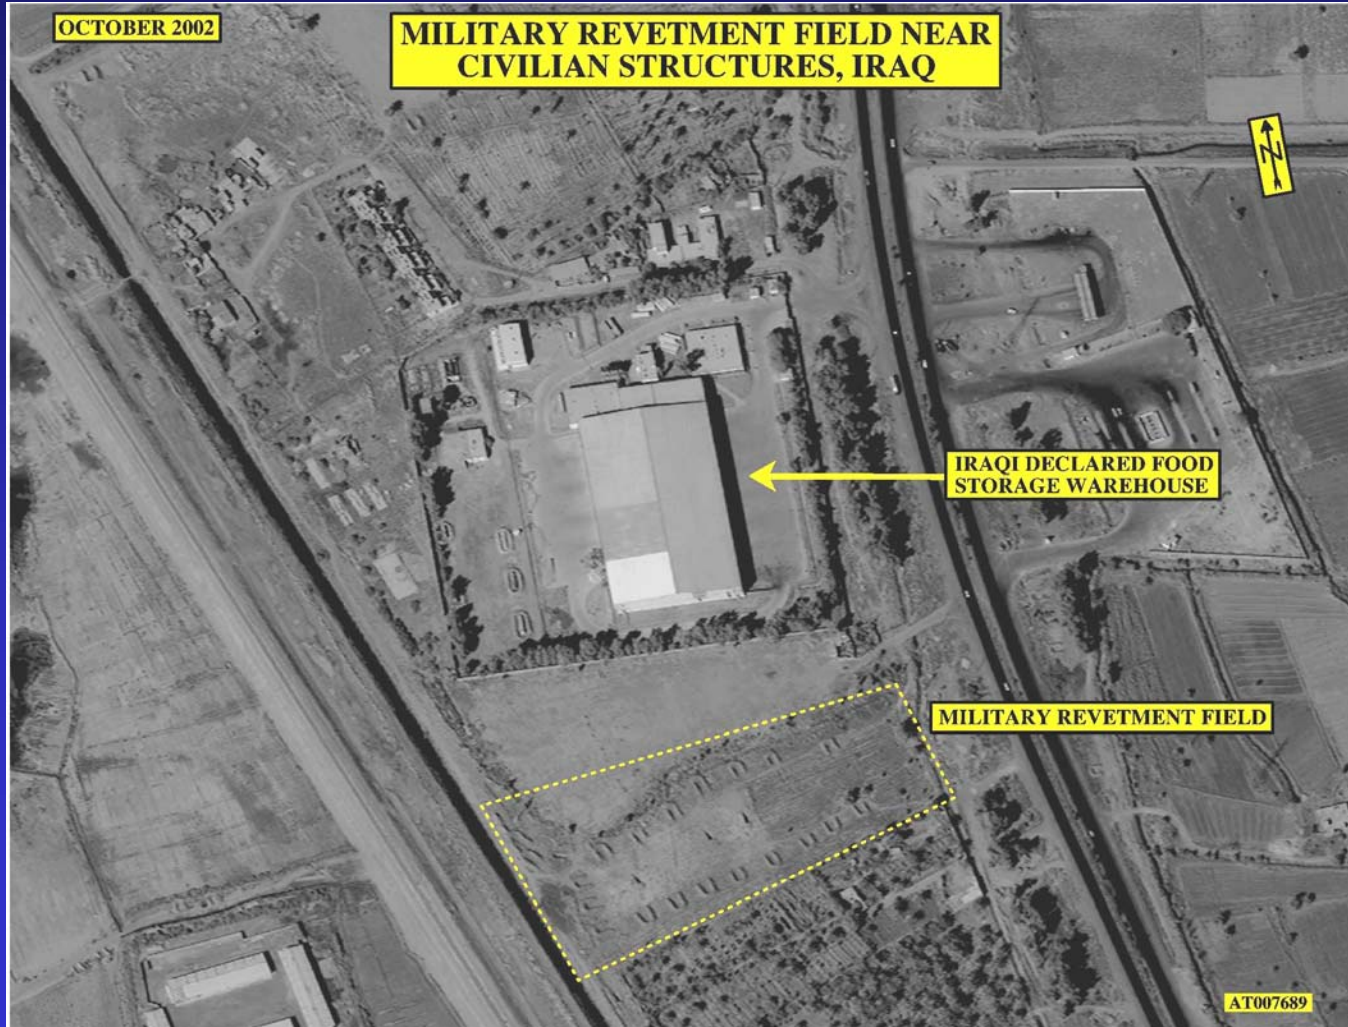 OCTOBER 2002
MILITARY REVETMENT FIELD NEAR
CIVILIAN STRUCTURES, IRAQ
N
IRAQI DECLARED FOOD
STORAGE WAREHOUSE
MILITARY REVETMENT FIELD
AT007689